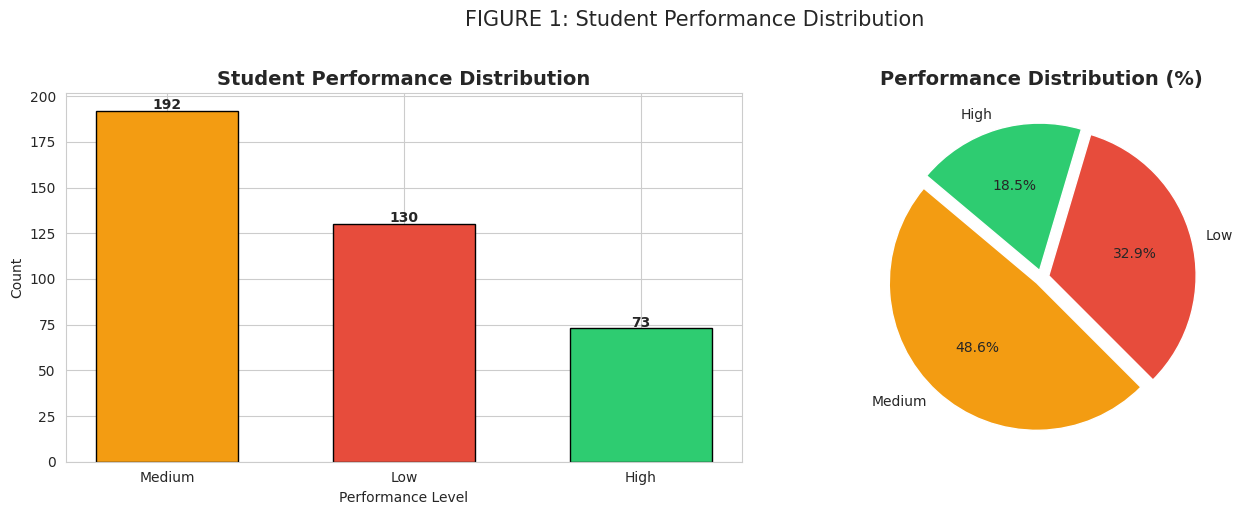 FIGURE 1: Student Performance Distribution
Student Performance Distribution
200
175
150
125
100
75
50
25
0
Count
192
130
73
Medium
Low
High
Performance Level
Performance Distribution (%)
High
18.5%
Low
32.9%
48.6%
Medium